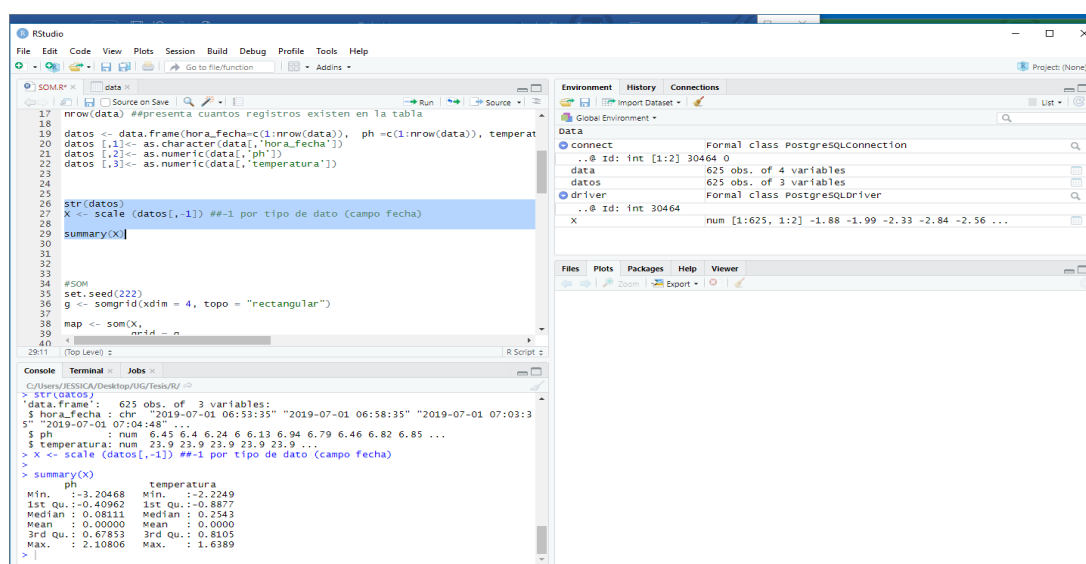 RStudio
File Edit Code View Plots Session Build Debug Profile Tools Help
Go to file/function Addins
Project: (None)
SOM.R* data
Source on Save Run Source
17 nrow(data) ##presenta cuantos registros existen en la tabla
18
19 datos <- data.frame(hora_fecha=c(1:nrow(data)), ph =c(1:nrow(data)), temperat
20 datos [,1]<- as.character(data[,'hora_fecha'])
21 datos [,2]<- as.numeric(data[,'ph'])
22 datos [,3]<- as.numeric(data[,'temperatura'])
23
24
25
26 str(datos)
27 X <- scale (datos[,-1]) ##-1 por tipo de dato (campo fecha)
28
29 summary(X)
30
31
32
33
34 #SOM
35 set.seed(222)
36 g <- somgrid(xdim = 4, topo = "rectangular")
37
38 map <- som(X,
39 grid = g
40
29:11 (Top Level) R Script
Console Terminal Jobs
C:/Users/JESSICA/Desktop/UG/Tesis/R/
> str(datos)
'data.frame': 625 obs. of 3 variables:
$ hora_fecha : chr "2019-07-01 06:53:35" "2019-07-01 06:58:35" "2019-07-01 07:03:3
5" "2019-07-01 07:04:48" ...
$ ph : num 6.45 6.4 6.24 6 6.13 6.94 6.79 6.46 6.82 6.85 ...
$ temperatura: num 23.9 23.9 23.9 23.9 23.9 ...
> X <- scale (datos[,-1]) ##-1 por tipo de dato (campo fecha)
>
> summary(X)
ph temperatura
Min. :-3.20468 Min. :-2.2249
1st Qu.:-0.40962 1st Qu.:-0.8877
Median : 0.08111 Median : 0.2543
Mean : 0.00000 Mean : 0.0000
3rd Qu.: 0.67853 3rd Qu.: 0.8105
Max. : 2.10806 Max. : 1.6389
>
Environment History Connections
Import Dataset List
Global Environment
Data
connect Formal class PostgreSQLConnection
..@ Id: int [1:2] 30464 0
data 625 obs. of 4 variables
datos 625 obs. of 3 variables
driver Formal class PostgreSQLDriver
..@ Id: int 30464
X num [1:625, 1:2] -1.88 -1.99 -2.33 -2.84 -2.56 ...
Files Plots Packages Help Viewer
Zoom Export